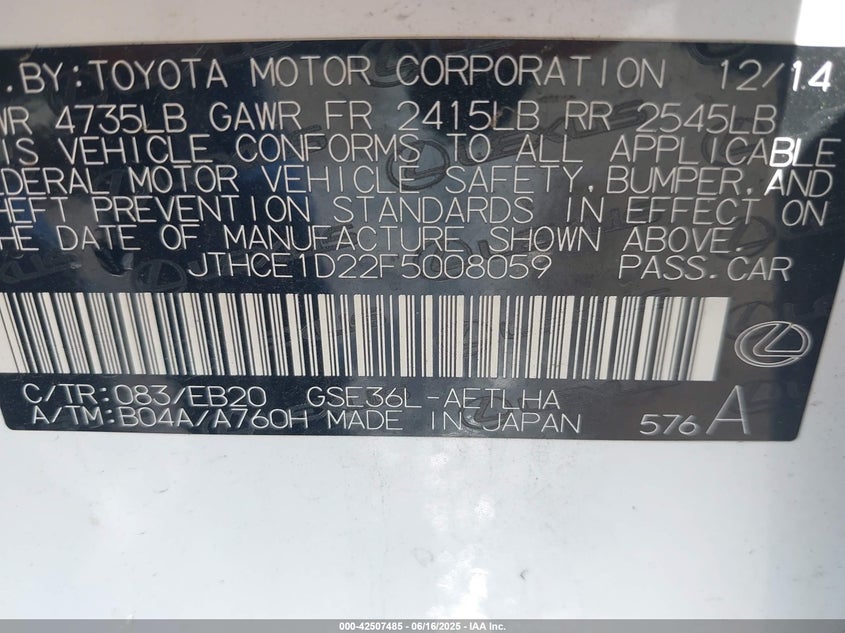 . BY: TOYOTA MOTOR CORPORATION 12/14
WR 4735LB GAWR FR 2415LB RR 2545LB
IS VEHICLE CONFORMS TO ALL APPLICABLE
EDERAL MOTOR VEHICLE SAFETY, BUMPER, AND
HEFT PREVENTION STANDARDS IN EFFECT ON
HE DATE OF MANUFACTURE SHOWN ABOVE.
JTHCE1D22F5008059 PASS.CAR
C/TR:083/EB20 GSE36L-AETLHA
A/TM:B04A/A760H MADE IN JAPAN
576 A
000-42507485 - 06/16/2025 - IAA Inc.